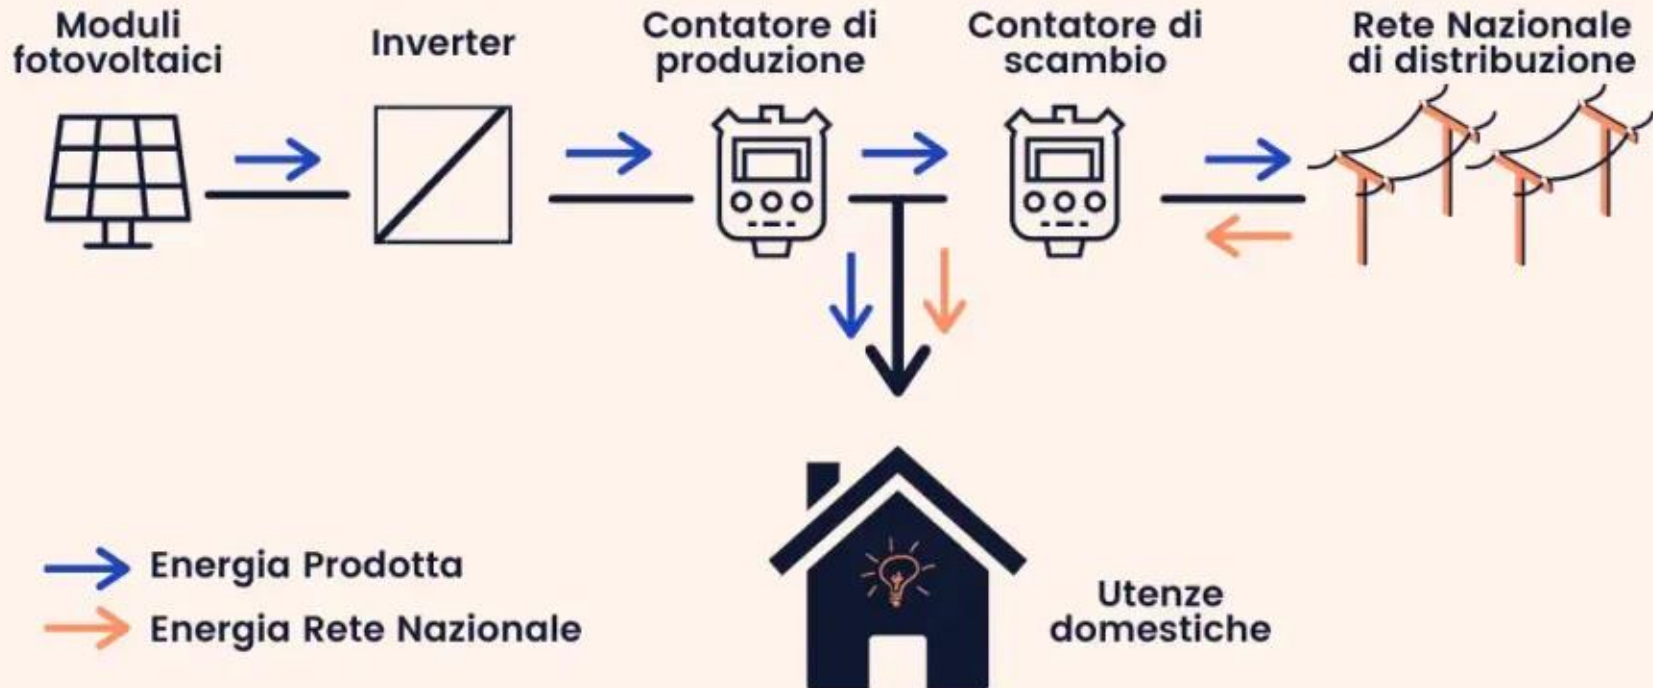 Moduli
fotovoltaici
Inverter
Contatore di
produzione
Contatore di
scambio
Rete Nazionale
di distribuzione
Energia Prodotta
Energia Rete Nazionale
Utenze
domestiche